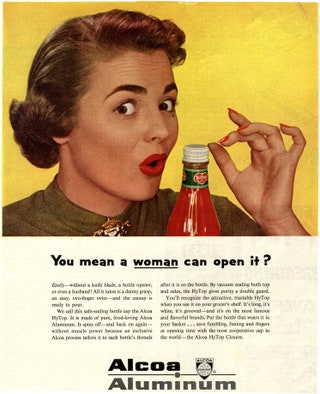 Del Monte
You mean a woman can open it?
Easily—without a knife blade, a bottle opener,
or even a husband! All it takes is a dainty grasp,
an easy, two-finger twist—and the catsup is
ready to pour.
We call this safe-sealing bottle cap the Alcoa
HyTop. It is made of pure, food-loving Alcoa
Aluminum. It spins off—and back on again—
without muscle power because an exclusive
Alcoa process tailors it to each bottle's threads
after it is on the bottle. By vacuum sealing both top
and sides, the HyTop gives purity a double guard.
You'll recognize the attractive, tractable HyTop
when you see it on your grocer's shelf. It's long, it's
white, it's grooved—and it's on the most famous
and flavorful brands. Put the bottle that wears it in
your basket . . . save fumbling, fuming and fingers
at opening time with the most cooperative cap in
the world—the Alcoa HyTop Closure.
Alcoa
Aluminum